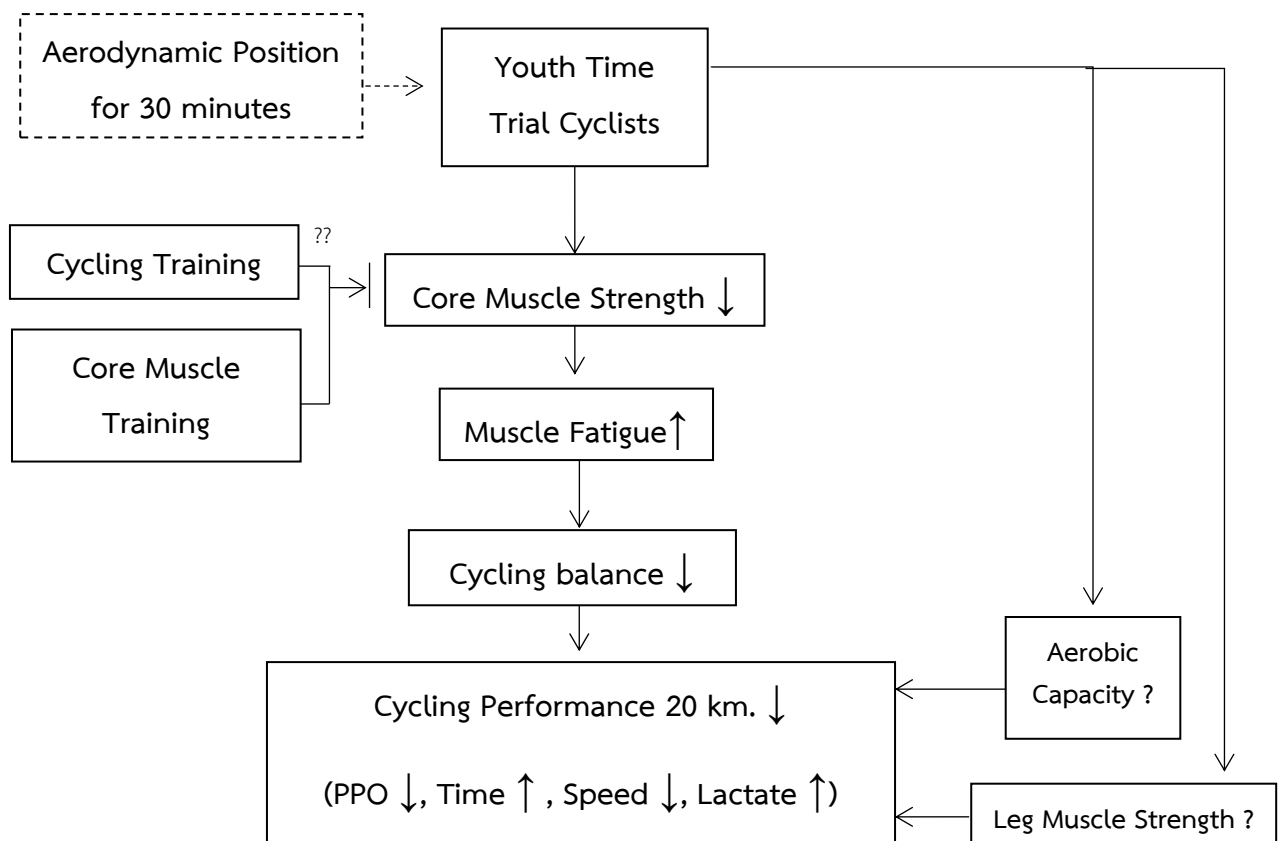 Aerodynamic Position
for 30 minutes
Youth Time
Trial Cyclists
??
Cycling Training
Core Muscle Strength ↓
Core Muscle
Training
Muscle Fatigue↑
Cycling balance ↓
Aerobic
Capacity ?
Cycling Performance 20 km. ↓
(PPO ↓, Time ↑ , Speed ↓, Lactate ↑)
Leg Muscle Strength ?